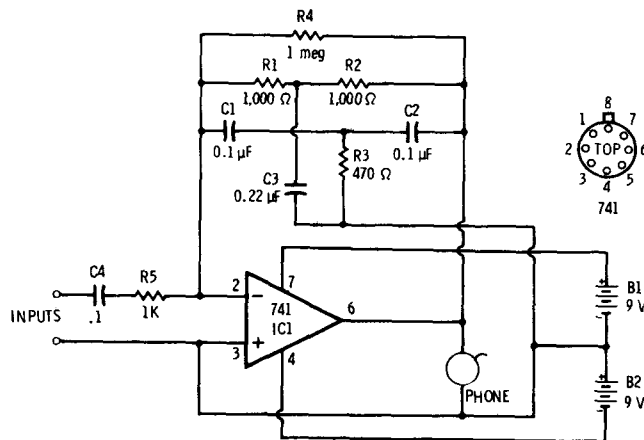 R4
1 meg
R1
1,000 Ω
R2
1,000 Ω
C1
0.1 µF
C2
0.1 µF
R3
470 Ω
C3
0.22 µF
8
1
7
2
TOP
6
3
5
4
741
C4
.1
R5
1K
INPUTS
2
−
7
741
IC1
6
3
+
4
PHONE
+
B1
9 V
+
B2
9 V